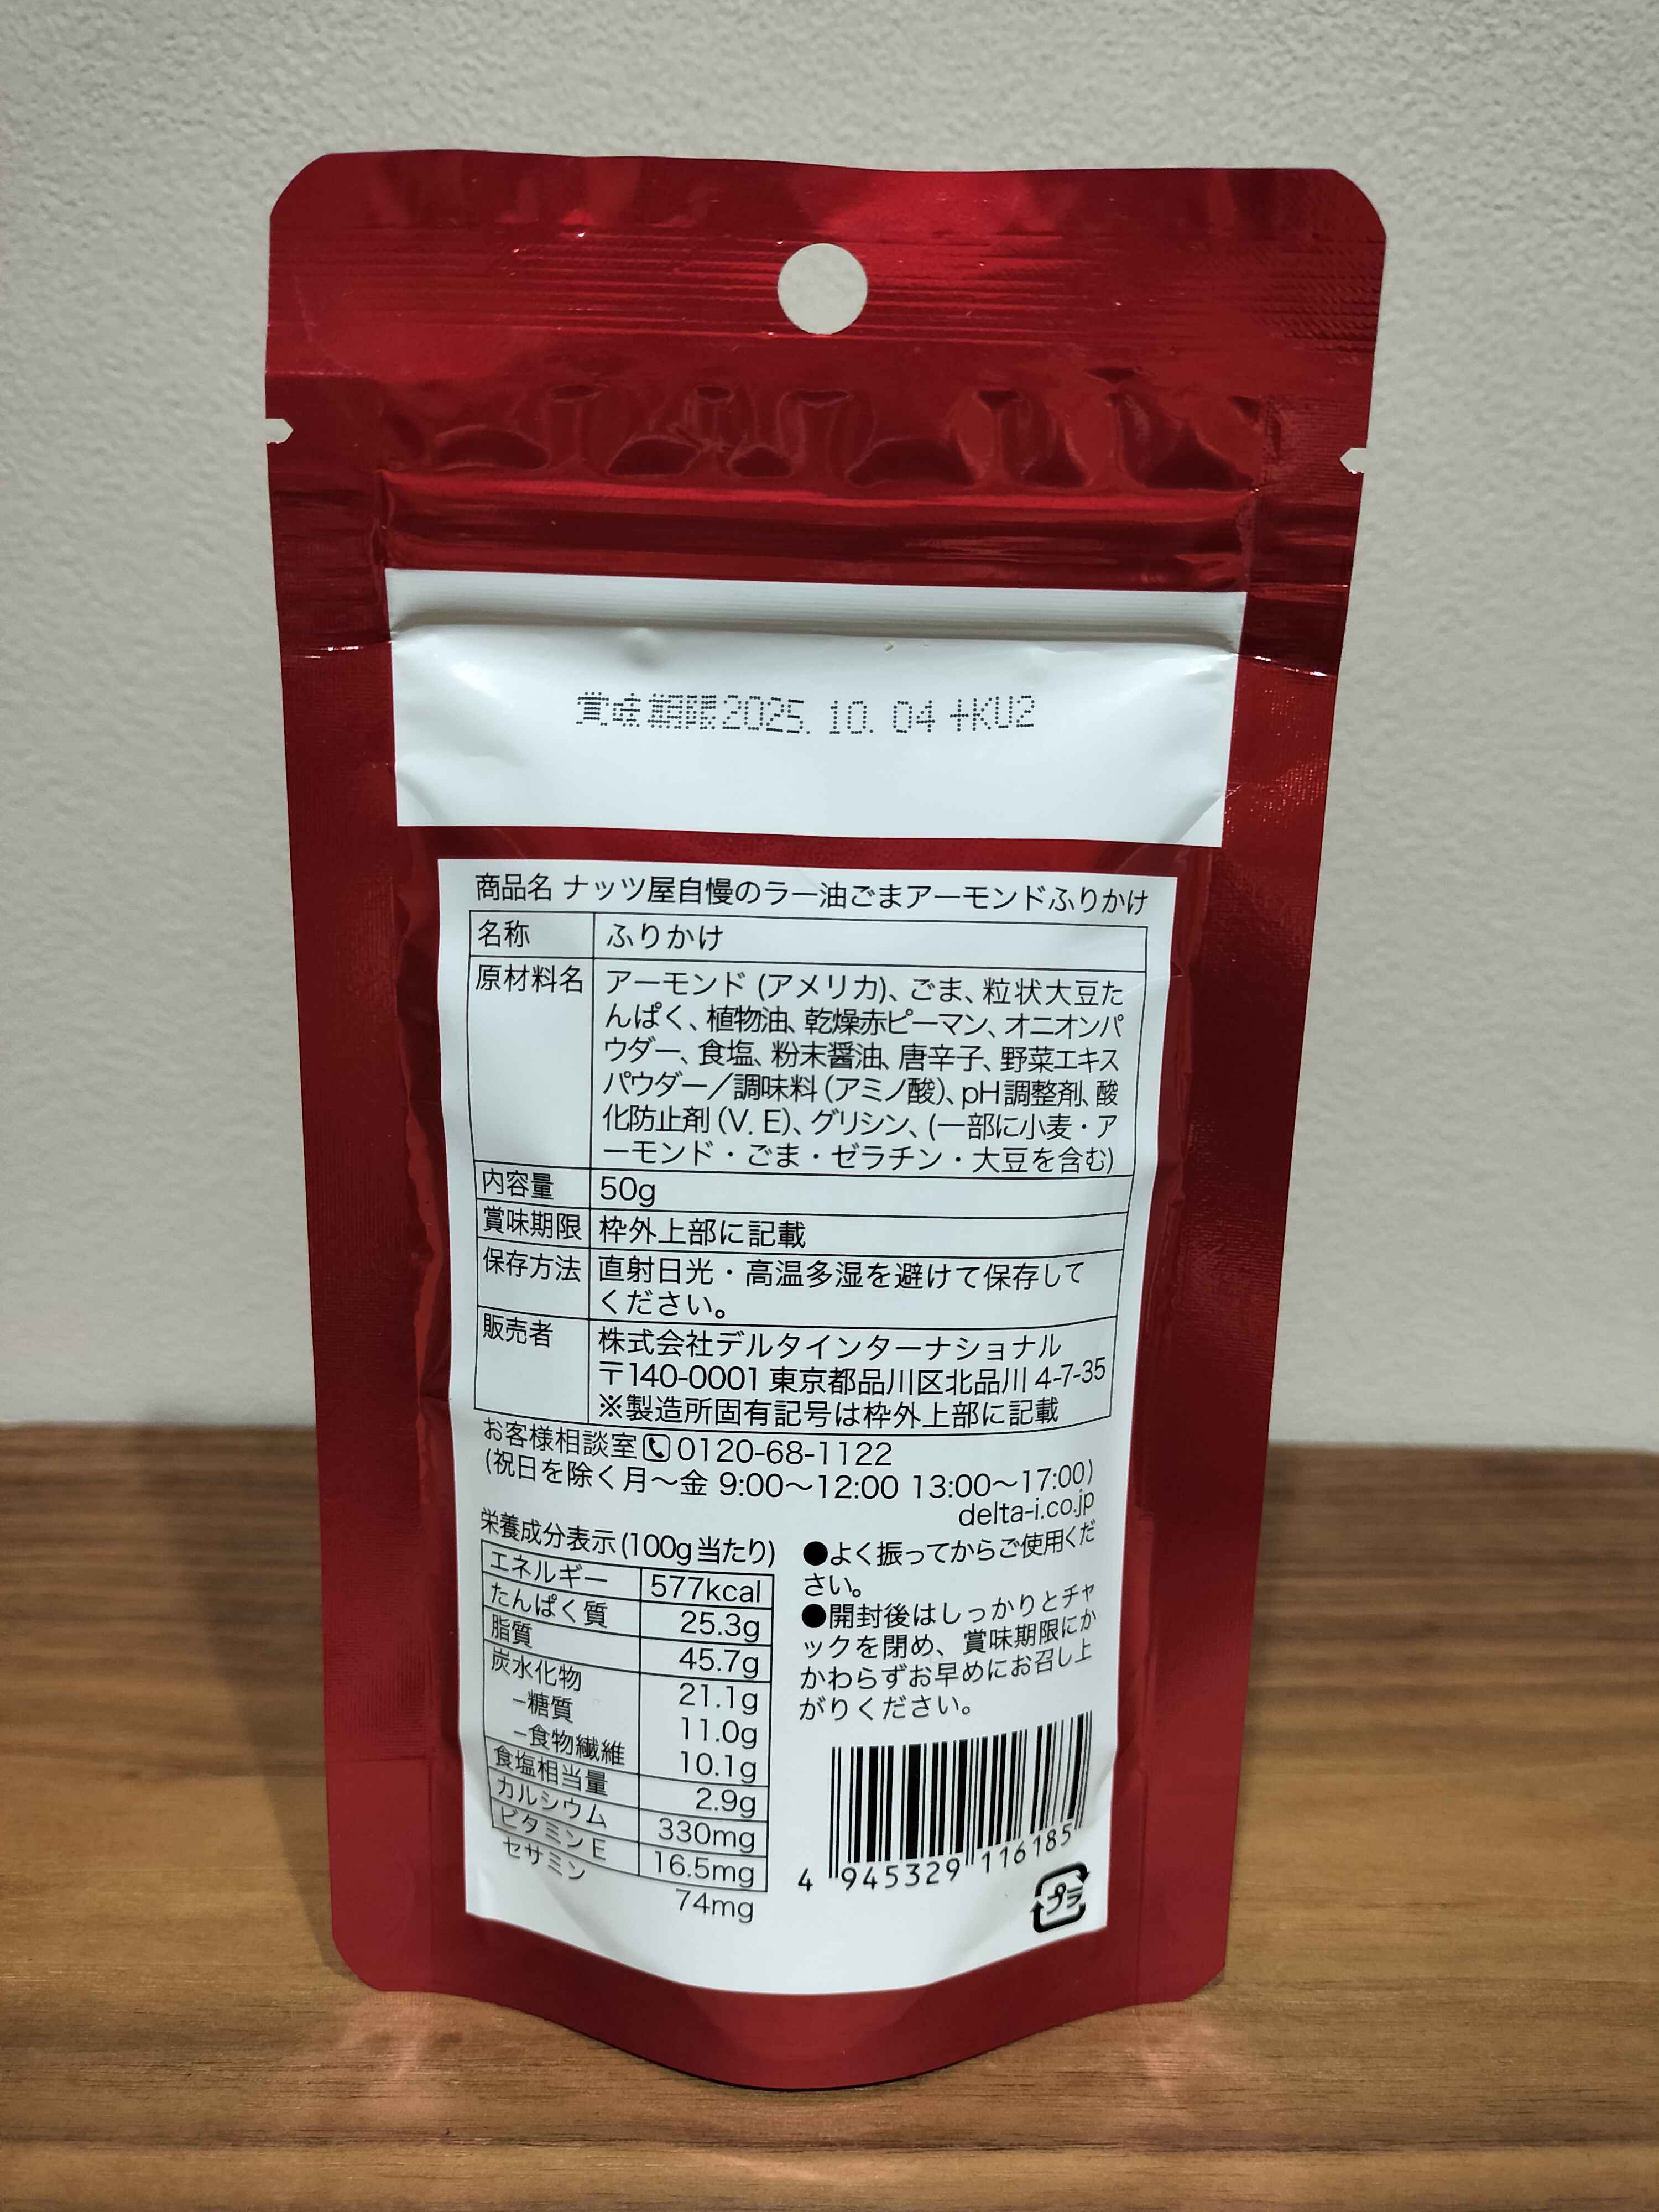 賞味期限2025. 10. 04 +KU2
商品名 ナッツ屋自慢のラー油ごまアーモンドふりかけ
名称 ふりかけ
原材料名 アーモンド (アメリカ)、ごま、粒状大豆た
んぱく、植物油、乾燥赤ピーマン、オニオンパ
ウダー、食塩、粉末醤油、唐辛子、野菜エキス
パウダー／調味料 (アミノ酸)、pH調整剤、酸
化防止剤 (V. E)、グリシン、(一部に小麦・ア
ーモンド・ごま・ゼラチン・大豆を含む)
内容量 50g
賞味期限 枠外上部に記載
保存方法 直射日光・高温多湿を避けて保存して
ください。
販売者 株式会社デルタインターナショナル
〒140-0001 東京都品川区北品川 4-7-35
※製造所固有記号は枠外上部に記載
お客様相談室 0120-68-1122
(祝日を除く月～金 9:00～12:00 13:00～17:00)
delta-i.co.jp
栄養成分表示 (100g当たり)
エネルギー 577kcal
たんぱく質 25.3g
脂質 45.7g
炭水化物 21.1g
－糖質 11.0g
－食物繊維 10.1g
食塩相当量 2.9g
カルシウム 330mg
ビタミンE 16.5mg
セサミン 74mg
●よく振ってからご使用くだ
さい。
●開封後はしっかりとチャ
ックを閉め、賞味期限にか
かわらずお早めにお召し上
がりください。
4 945329 116185
プラ